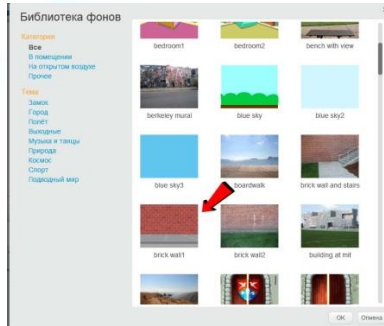 Библиотека фонов
Категория
Все
В помещении
На открытом воздухе
Прочее
Тема
Замок
Город
Полёт
Выходные
Музыка и танцы
Природа
Космос
Спорт
Подводный мир
bedroom1
bedroom2
bench with view
berkeley mural
blue sky
blue sky2
blue sky3
boardwalk
brick wall and stairs
brick wall1
brick wall2
building at mit
OK
Отмена